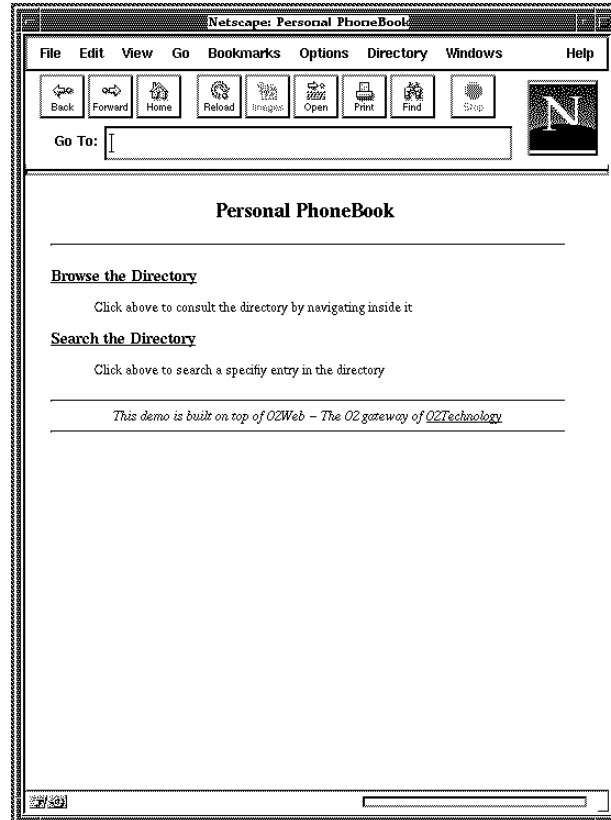 Netscape: Personal PhoneBook
File Edit View Go Bookmarks Options Directory Windows Help
Back Forward Home Reload Images Open Print Find Stop
N
Go To:
Personal PhoneBook
Browse the Directory
Click above to consult the directory by navigating inside it
Search the Directory
Click above to search a specifiy entry in the directory
This demo is built on top of O2Web – The O2 gateway of O2Technology